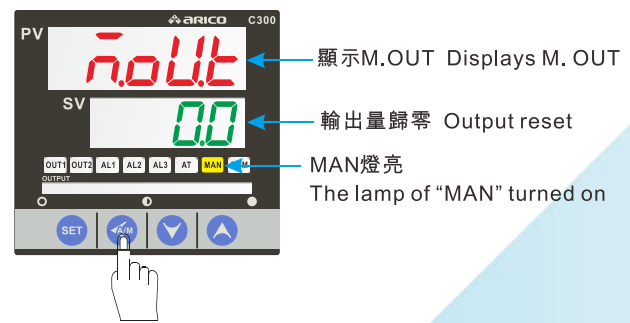 ARICO C300
PV
M.oUt
顯示M.OUT Displays M. OUT
SV
0.0
輸出量歸零 Output reset
OUT1 OUT2 AL1 AL2 AL3 AT MAN
MAN燈亮
OUTPUT
The lamp of “MAN” turned on
SET A/M